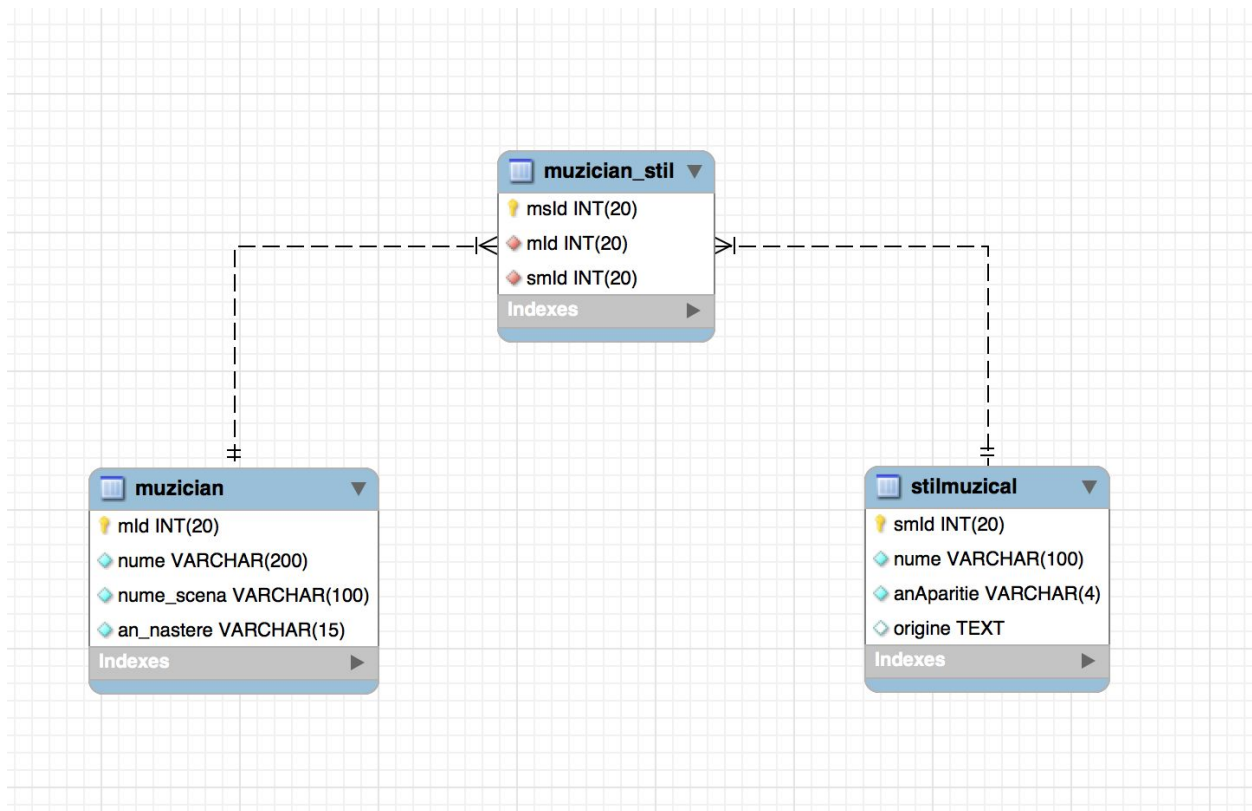 muzician_stil
msId INT(20)
mId INT(20)
smId INT(20)
Indexes
muzician
mId INT(20)
nume VARCHAR(200)
nume_scena VARCHAR(100)
an_nastere VARCHAR(15)
Indexes
stilmuzical
smId INT(20)
nume VARCHAR(100)
anAparitie VARCHAR(4)
origine TEXT
Indexes